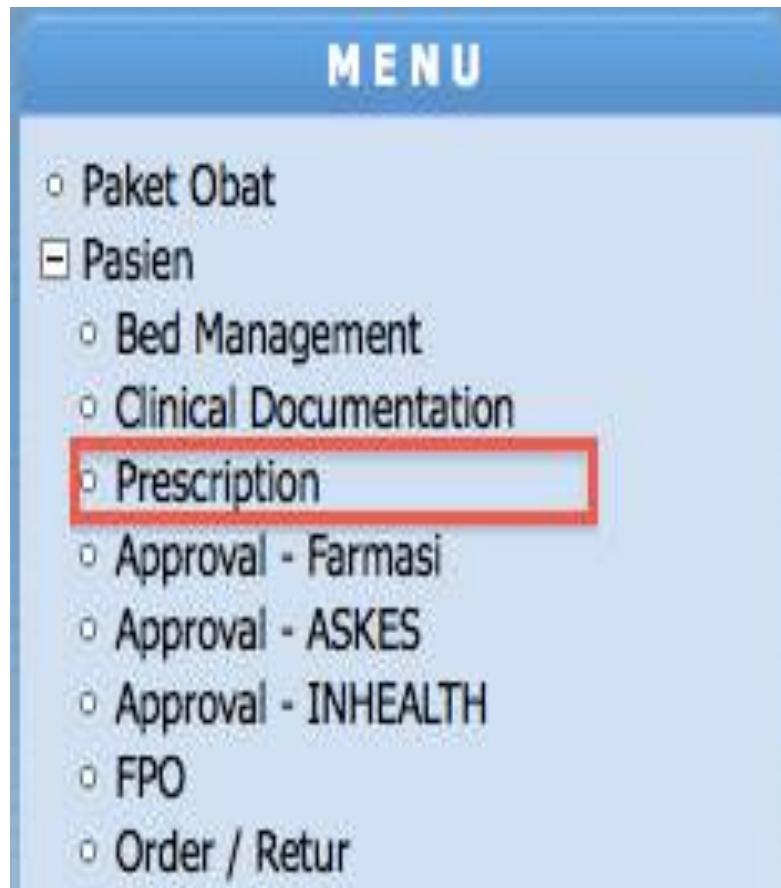 MENU
Paket Obat
Pasien
Bed Management
Clinical Documentation
Prescription
Approval - Farmasi
Approval - ASKES
Approval - INHEALTH
FPO
Order / Retur